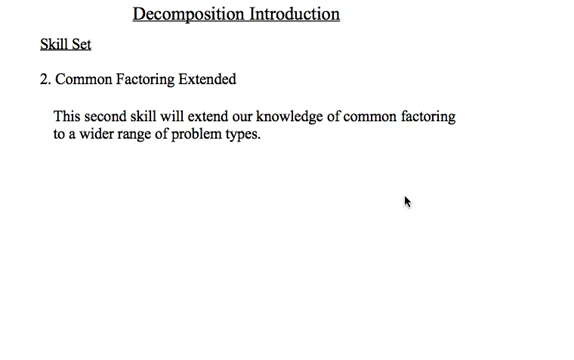 Decomposition Introduction
Skill Set
2. Common Factoring Extended
This second skill will extend our knowledge of common factoring
to a wider range of problem types.